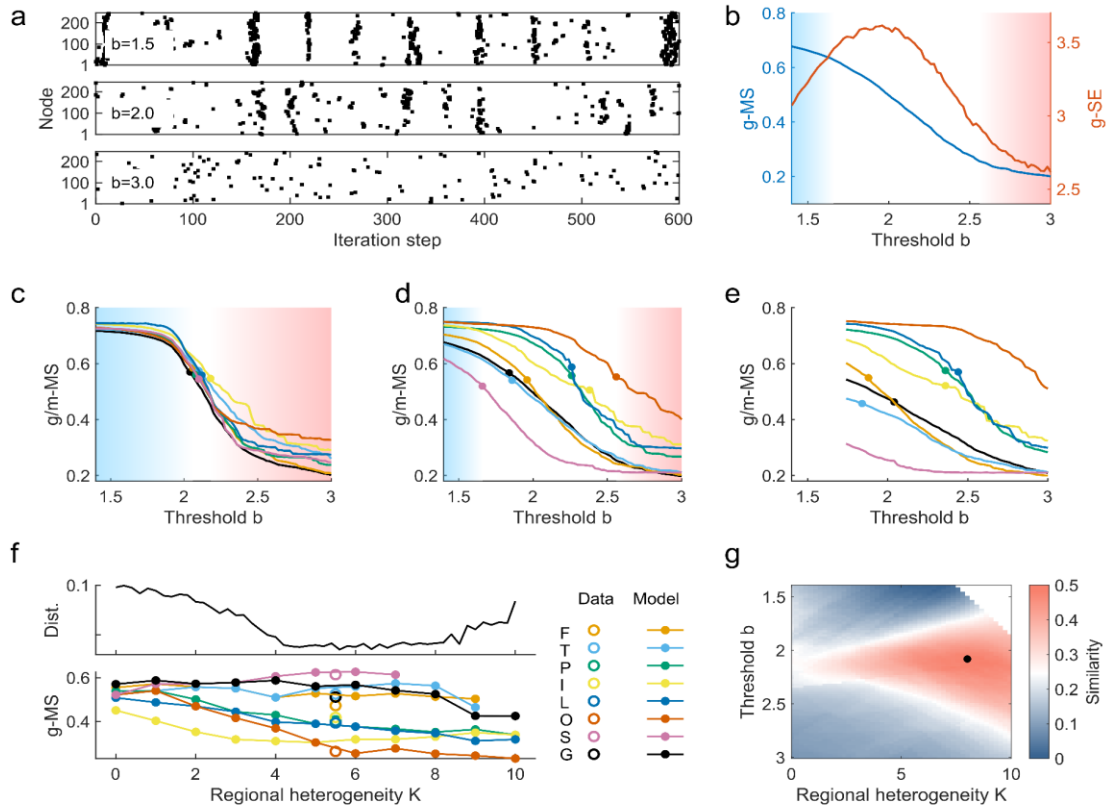 a
b=1.5
200
100
1
b=2.0
200
100
1
b=3.0
200
100
1
Node
0 100 200 300 400 500 600
Iteration step
b
0.8
0.6
0.4
0.2
g-MS
3.5
3
2.5
g-SE
1.5 2 2.5 3
Threshold b
c
0.8
0.6
0.4
0.2
g/m-MS
1.5 2 2.5 3
Threshold b
d
0.8
0.6
0.4
0.2
g/m-MS
1.5 2 2.5 3
Threshold b
e
0.8
0.6
0.4
0.2
g/m-MS
1.5 2 2.5 3
Threshold b
f
0.1
Dist.
0.6
0.4
g-MS
0 2 4 6 8 10
Regional heterogeneity K
Data Model
F
T
P
I
L
O
S
G
g
1.5
2
2.5
3
Threshold b
0 5 10
Regional heterogeneity K
0.5
0.4
0.3
0.2
0.1
0
Similarity